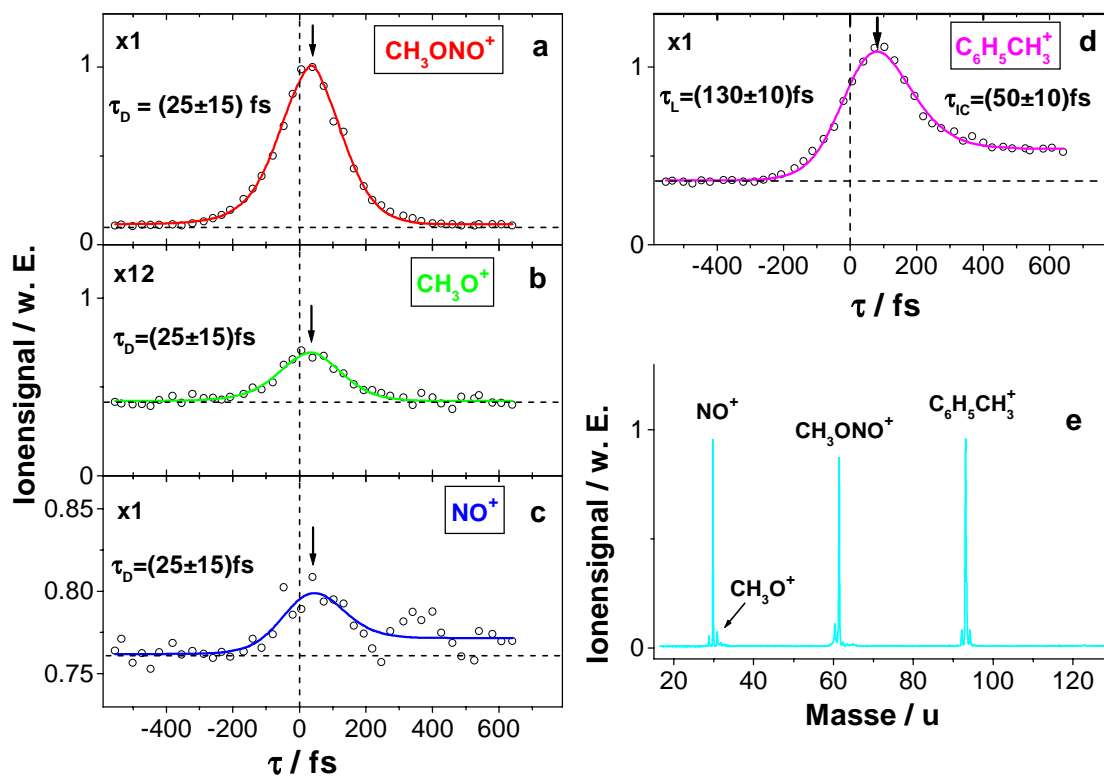 x1
CH₃ONO⁺
a
τD = (25±15) fs
1
0
x12
CH₃O⁺
b
τD=(25±15)fs
1
0
x1
NO⁺
c
τD=(25±15)fs
0.85
0.80
0.75
-400 -200 0 200 400 600
τ / fs
Ionensignal / w. E.
x1
C₆H₅CH₃⁺
d
τL=(130±10)fs
τIC=(50±10)fs
1
0
-400 -200 0 200 400 600
τ / fs
e
NO⁺
CH₃ONO⁺
C₆H₅CH₃⁺
CH₃O⁺
1
0
20 40 60 80 100 120
Masse / u
Ionensignal / w. E.